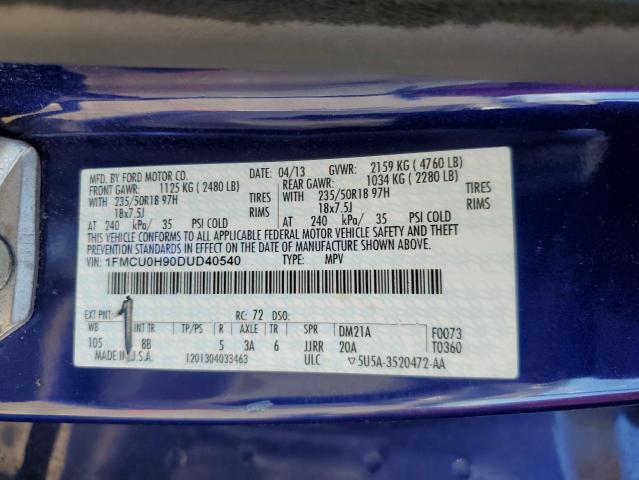 MFD. BY FORD MOTOR CO.
DATE: 04/13 GVWR: 2159 KG ( 4760 LB)
FRONT GAWR: 1125 KG ( 2480 LB) REAR GAWR: 1034 KG ( 2280 LB)
WITH 235/50R18 97H TIRES WITH 235/50R18 97H TIRES
18x7.5J RIMS 18x7.5J RIMS
AT 240 kPa/ 35 PSI COLD AT 240 kPa/ 35 PSI COLD
THIS VEHICLE CONFORMS TO ALL APPLICABLE FEDERAL MOTOR VEHICLE SAFETY AND THEFT
PREVENTION STANDARDS IN EFFECT ON THE DATE OF MANUFACTURE SHOWN ABOVE.
VIN: 1FMCU0H90DUD40540 TYPE: MPV
EXT PNT: RC: 72 DSO:
1
WB INT TR TP/PS R AXLE TR SPR DM21A F0073
105 8B 5 3A 6 JJRR 20A T0360
MADE IN U.S.A. 1201304033463 ULC 5U5A-3520472-AA